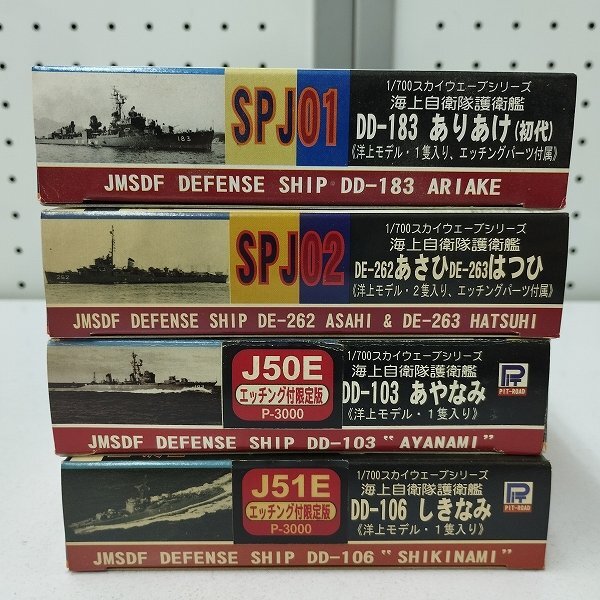 SPJ01
1/700スカイウェーブシリーズ
海上自衛隊護衛艦
DD-183 ありあけ(初代)
《洋上モデル・1隻入り、エッチングパーツ付属》
183
JMSDF DEFENSE SHIP DD-183 ARIAKE
SPJ02
1/700スカイウェーブシリーズ
海上自衛隊護衛艦
DE-262あさひDE-263はつひ
《洋上モデル・2隻入り、エッチングパーツ付属》
262
JMSDF DEFENSE SHIP DE-262 ASAHI & DE-263 HATSUHI
J50E
エッチング付限定版
P-3000
1/700スカイウェーブシリーズ
海上自衛隊護衛艦
DD-103 あやなみ
《洋上モデル・1隻入り》
PIT-ROAD
JMSDF DEFENSE SHIP DD-103 "AYANAMI"
J51E
エッチング付限定版
P-3000
1/700スカイウェーブシリーズ
海上自衛隊護衛艦
DD-106 しきなみ
《洋上モデル・1隻入り》
PIT-ROAD
JMSDF DEFENSE SHIP DD-106 "SHIKINAMI"